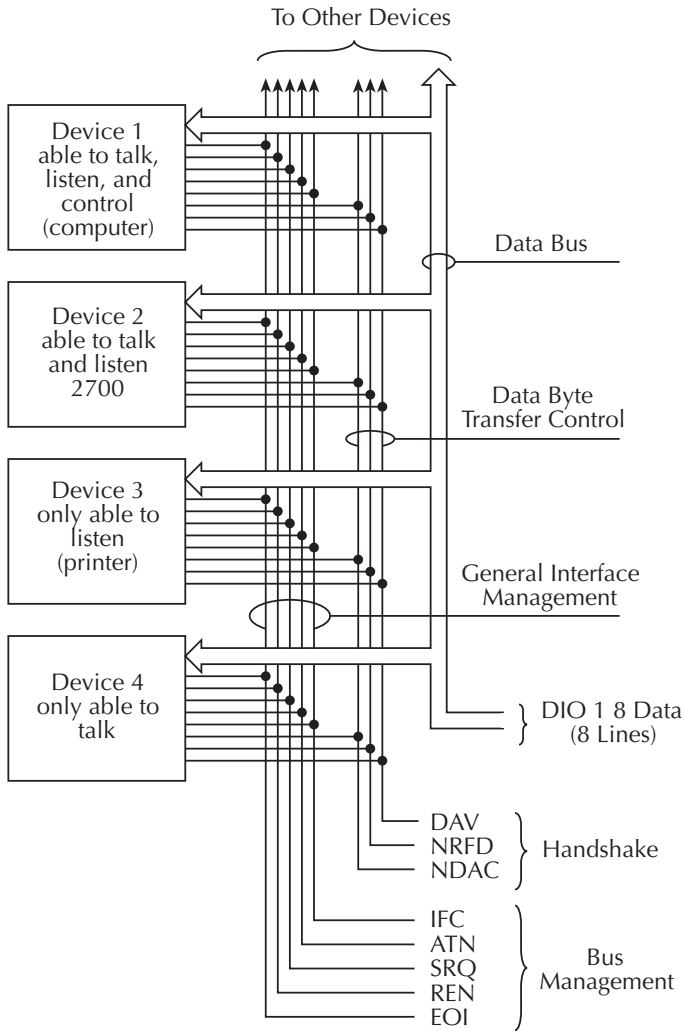 To Other Devices
Device 1
able to talk,
listen, and
control
(computer)
Data Bus
Device 2
able to talk
and listen
2700
Data Byte
Transfer Control
Device 3
only able to
listen
(printer)
General Interface
Management
Device 4
only able to
talk
DIO 1 8 Data
(8 Lines)
DAV
NRFD
NDAC
Handshake
IFC
ATN
SRQ
REN
EOI
Bus
Management